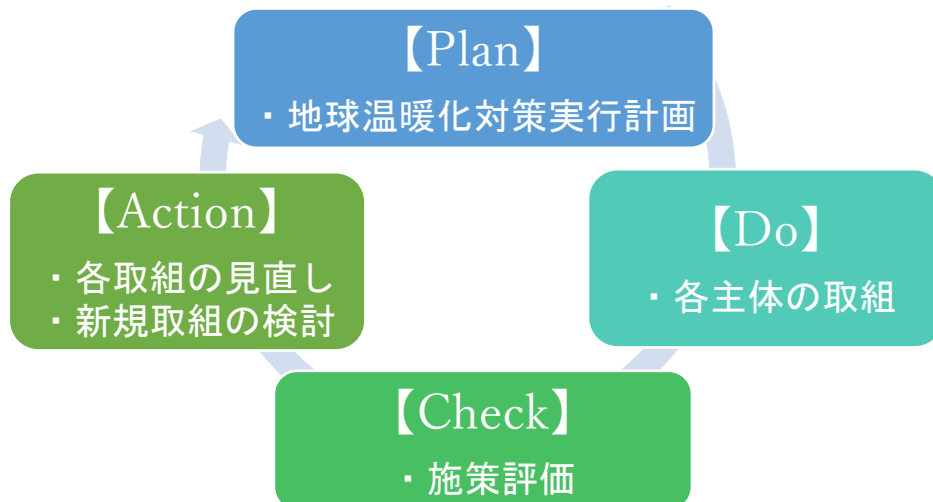 【Plan】
・地球温暖化対策実行計画
【Do】
・各主体の取組
【Check】
・施策評価
【Action】
・各取組の見直し
・新規取組の検討